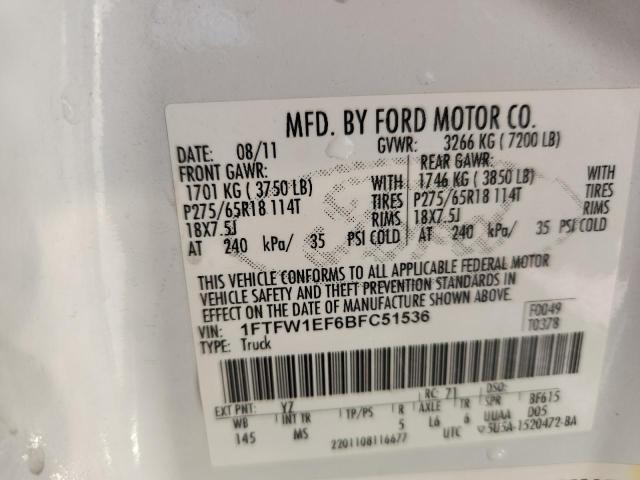 MFD. BY FORD MOTOR CO.
DATE: 08/11 GVWR: 3266 KG ( 7200 LB)
FRONT GAWR: REAR GAWR:
1701 KG ( 3750 LB) WITH 1746 KG ( 3850 LB) WITH
P275/65R18 114T TIRES P275/65R18 114T TIRES
18X7.5J RIMS 18X7.5J RIMS
AT 240 kPa/ 35 PSI COLD AT 240 kPa/ 35 PSI COLD
THIS VEHICLE CONFORMS TO ALL APPLICABLE FEDERAL MOTOR
VEHICLE SAFETY AND THEFT PREVENTION STANDARDS IN
EFFECT ON THE DATE OF MANUFACTURE SHOWN ABOVE.
VIN: 1FTFW1EF6BFC51536 F0049
TYPE: Truck T0378
EXT PNT: YZ RC: 71 DSO:
WB INT TR TP/PS R AXLE TR SPR BF615
145 MS 5 L6 6 UUAA D05
2201108116677 UTC 5U5A-1520472-BA